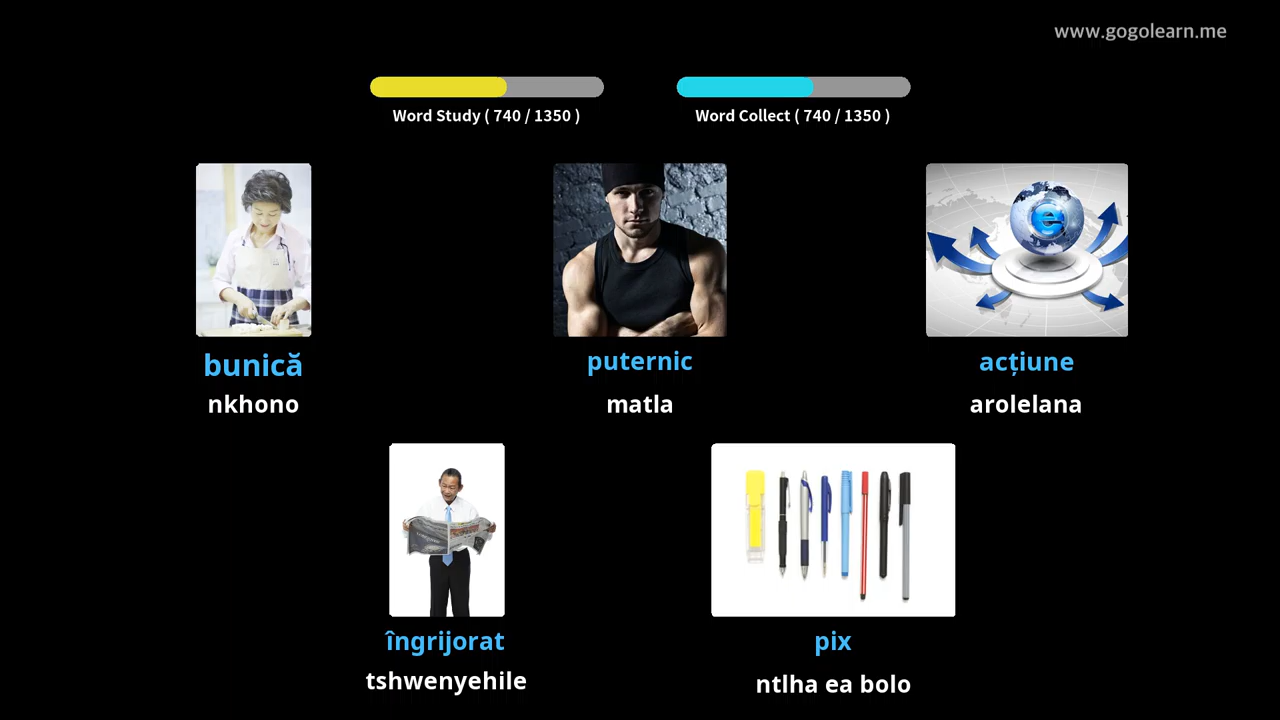 www.gogolearn.me
Word Study ( 740 / 1350 )
Word Collect ( 740 / 1350 )
bunică
nkhono
puternic
matla
acțiune
arolelana
îngrijorat
tshwenyehile
pix
ntlha ea bolo